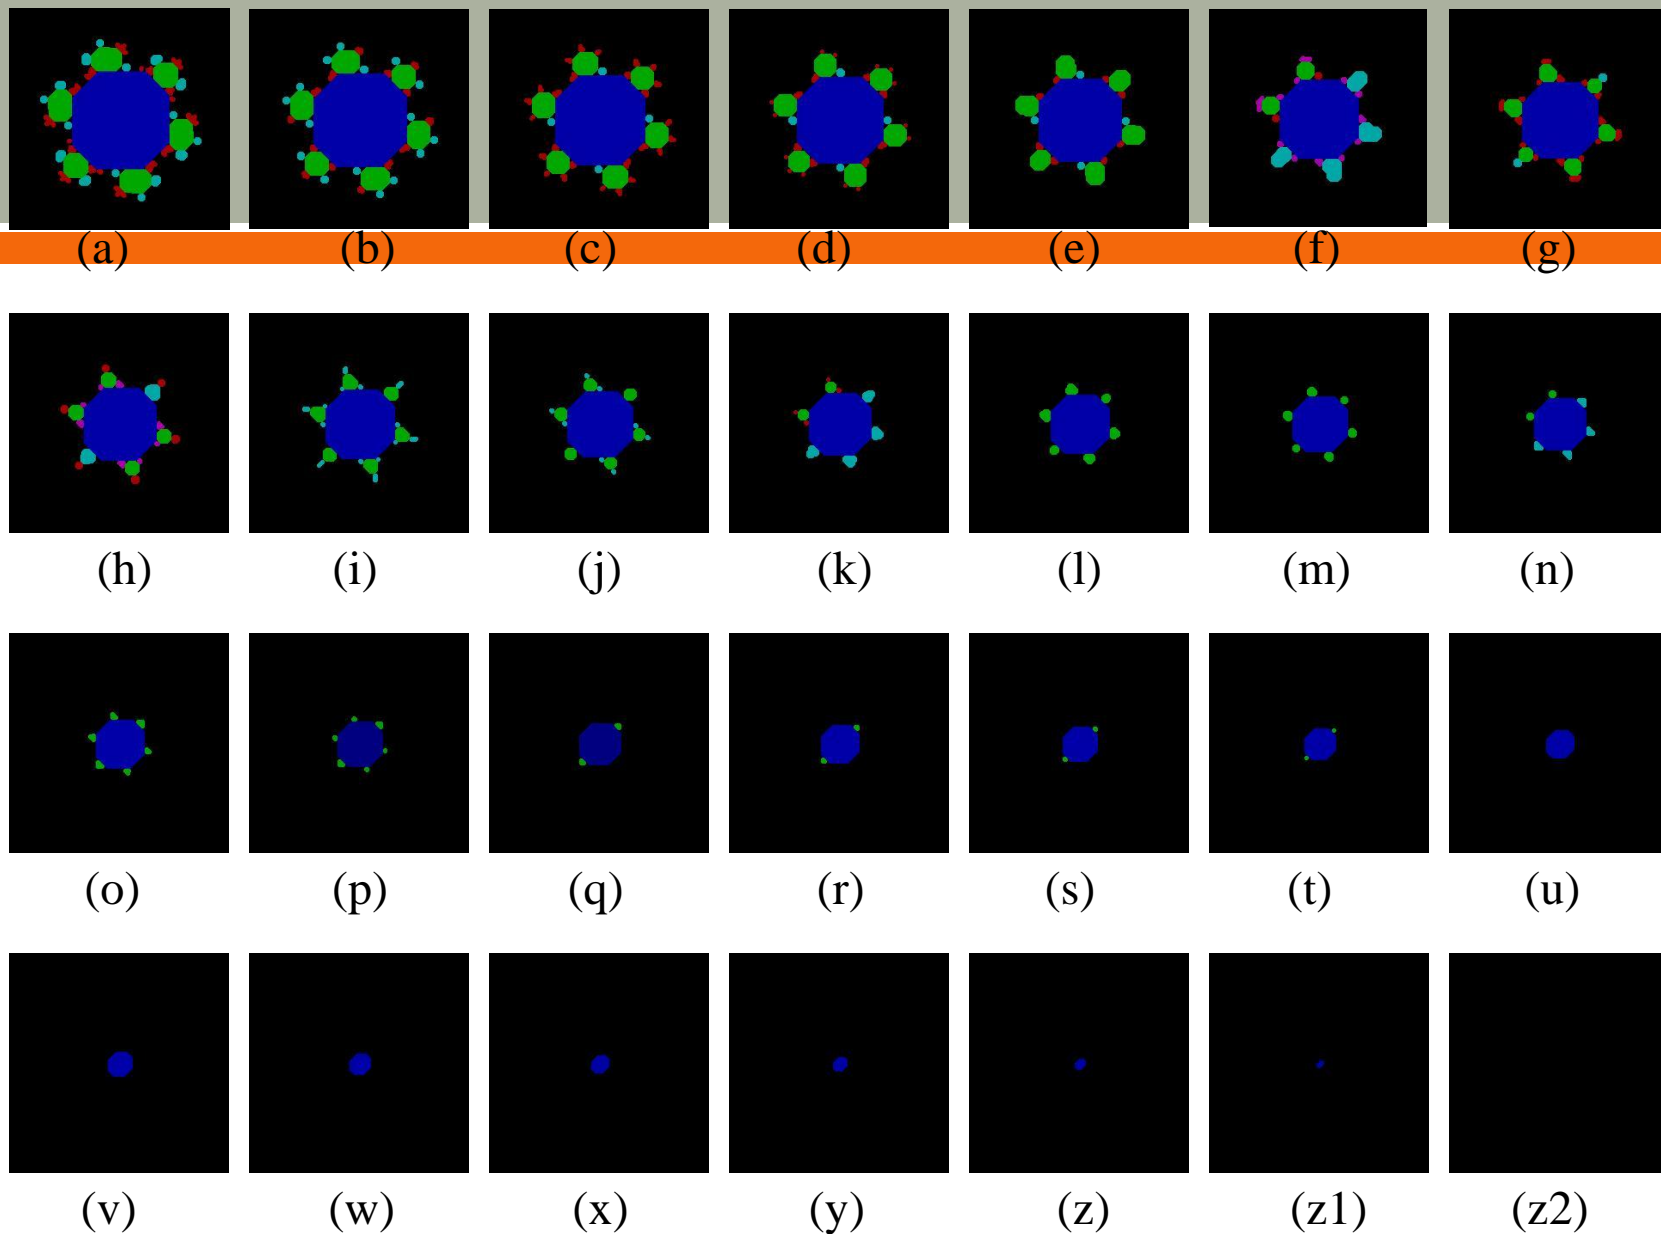 (a) (b) (c) (d) (e) (f) (g)
(h) (i) (j) (k) (l) (m) (n)
(o) (p) (q) (r) (s) (t) (u)
(v) (w) (x) (y) (z) (z1) (z2)